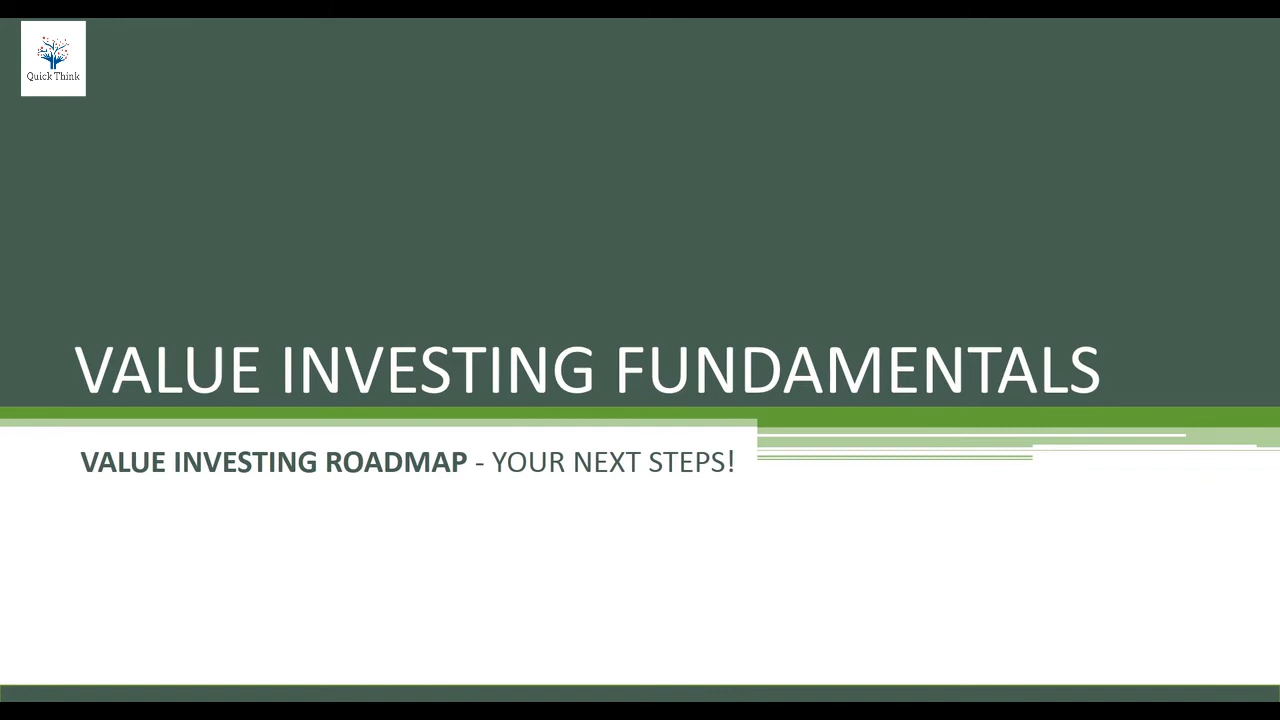 Quick Think
VALUE INVESTING FUNDAMENTALS
VALUE INVESTING ROADMAP - YOUR NEXT STEPS!